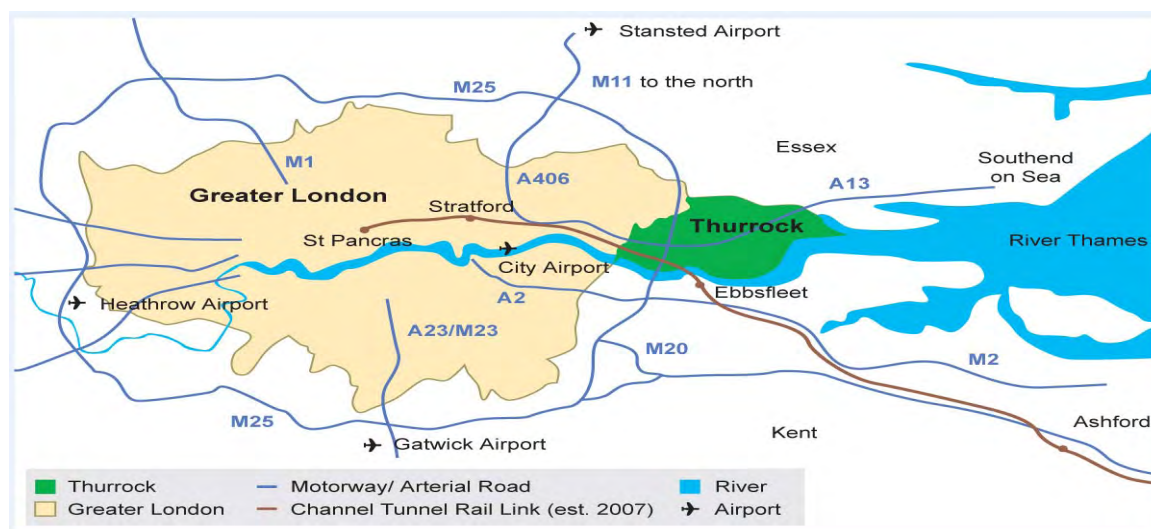 Stansted Airport
M25
M11 to the north
Essex
M1
Southend
on Sea
A406
A13
Greater London
Stratford
Thurrock
St Pancras
River Thames
City Airport
Ebbsfleet
Heathrow Airport
A2
A23/M23
M20
M2
M25
Ashford
Kent
Gatwick Airport
Thurrock
Motorway/ Arterial Road
River
Greater London
Channel Tunnel Rail Link (est. 2007)
Airport